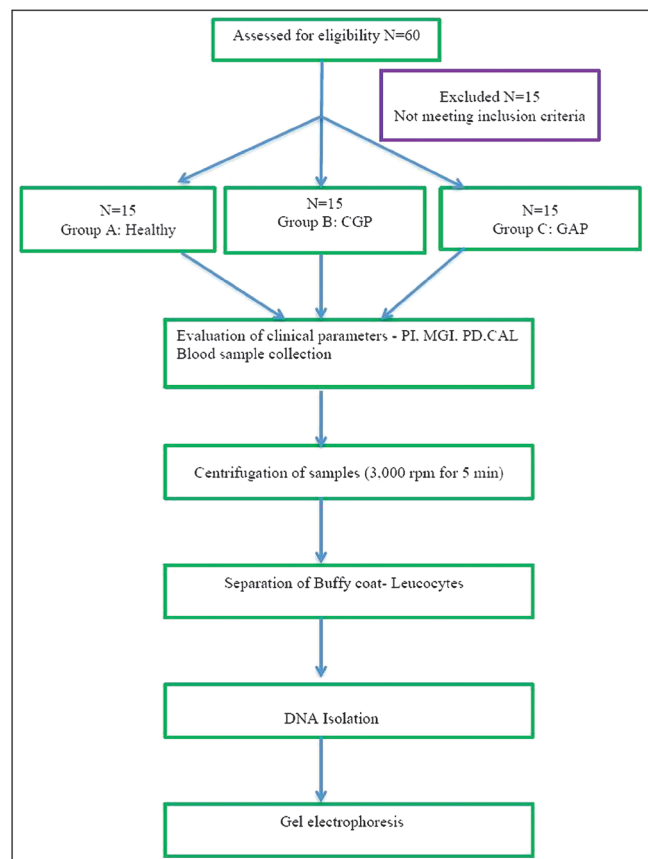 Assessed for eligibility N=60
Excluded N=15
Not meeting inclusion criteria
N=15
Group A: Healthy
N=15
Group B: CGP
N=15
Group C: GAP
Evaluation of clinical parameters - PI, MGI, PD,CAL
Blood sample collection
Centrifugation of samples (3,000 rpm for 5 min)
Separation of Buffy coat- Leucocytes
DNA Isolation
Gel electrophoresis